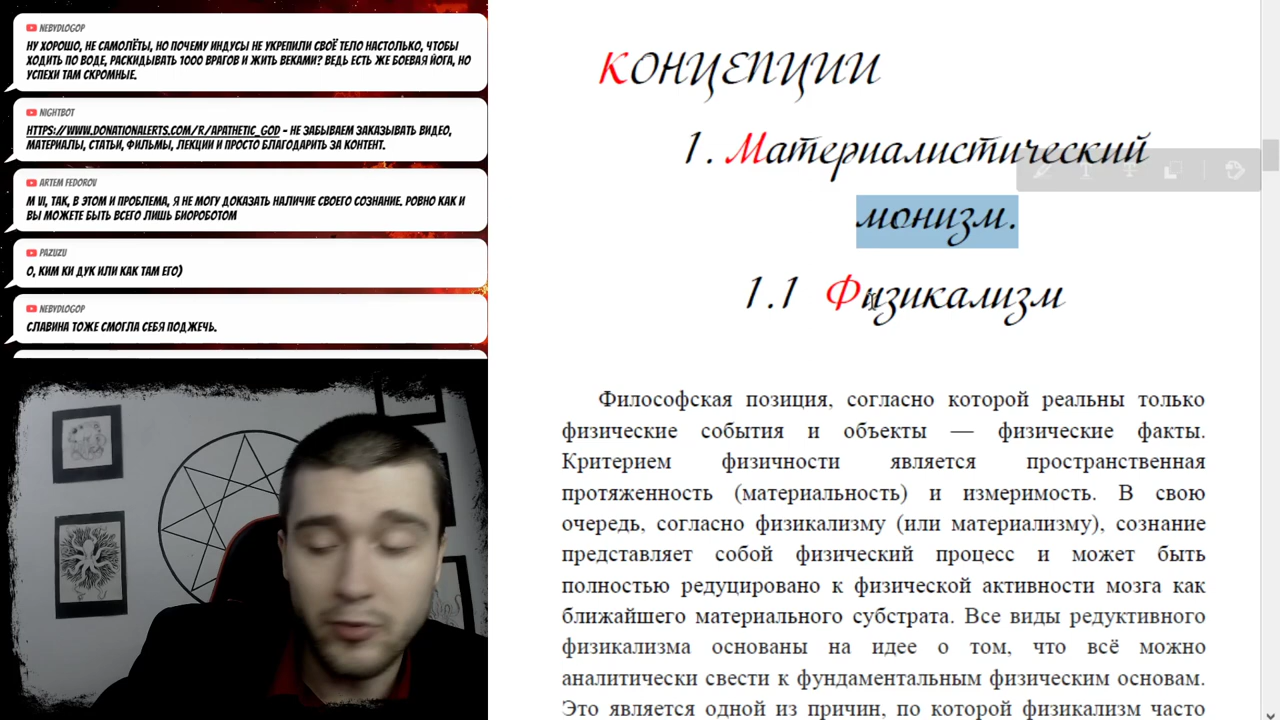 NEBYDLOGOP
НУ ХОРОШО, НЕ САМОЛЁТЫ, НО ПОЧЕМУ ИНДУСЫ НЕ УКРЕПИЛИ СВОЁ ТЕЛО НАСТОЛЬКО, ЧТОБЫ
ХОДИТЬ ПО ВОДЕ, РАСКИДЫВАТЬ 1000 ВРАГОВ И ЖИТЬ ВЕКАМИ? ВЕДЬ ЕСТЬ ЖЕ БОЕВАЯ ЙОГА, НО
УСПЕХИ ТАМ СКРОМНЫЕ.
NIGHTBOT
HTTPS://WWW.DONATIONALERTS.COM/R/APATHETIC_GOD - НЕ ЗАБЫВАЕМ ЗАКАЗЫВАТЬ ВИДЕО,
МАТЕРИАЛЫ, СТАТЬИ, ФИЛЬМЫ, ЛЕКЦИИ И ПРОСТО БЛАГОДАРИТЬ ЗА КОНТЕНТ.
ARTEM FEDOROV
M VI, ТАК, В ЭТОМ И ПРОБЛЕМА, Я НЕ МОГУ ДОКАЗАТЬ НАЛИЧИЕ СВОЕГО СОЗНАНИЕ. РОВНО КАК И
ВЫ МОЖЕТЕ БЫТЬ ВСЕГО ЛИШЬ БИОРОБОТОМ
PAZUZU
О, КИМ КИ ДУК ИЛИ КАК ТАМ ЕГО)
NEBYDLOGOP
СЛАВИНА ТОЖЕ СМОГЛА СЕБЯ ПОДЖЕЧЬ.
КОНЦЕПЦИИ
1. Материалистический
монизм.
1.1 Физикализм
Философская позиция, согласно которой реальны только
физические события и объекты — физические факты.
Критерием физичности является пространственная
протяженность (материальность) и измеримость. В свою
очередь, согласно физикализму (или материализму), сознание
представляет собой физический процесс и может быть
полностью редуцировано к физической активности мозга как
ближайшего материального субстрата. Все виды редуктивного
физикализма основаны на идее о том, что всё можно
аналитически свести к фундаментальным физическим основам.
Это является одной из причин, по которой физикализм часто